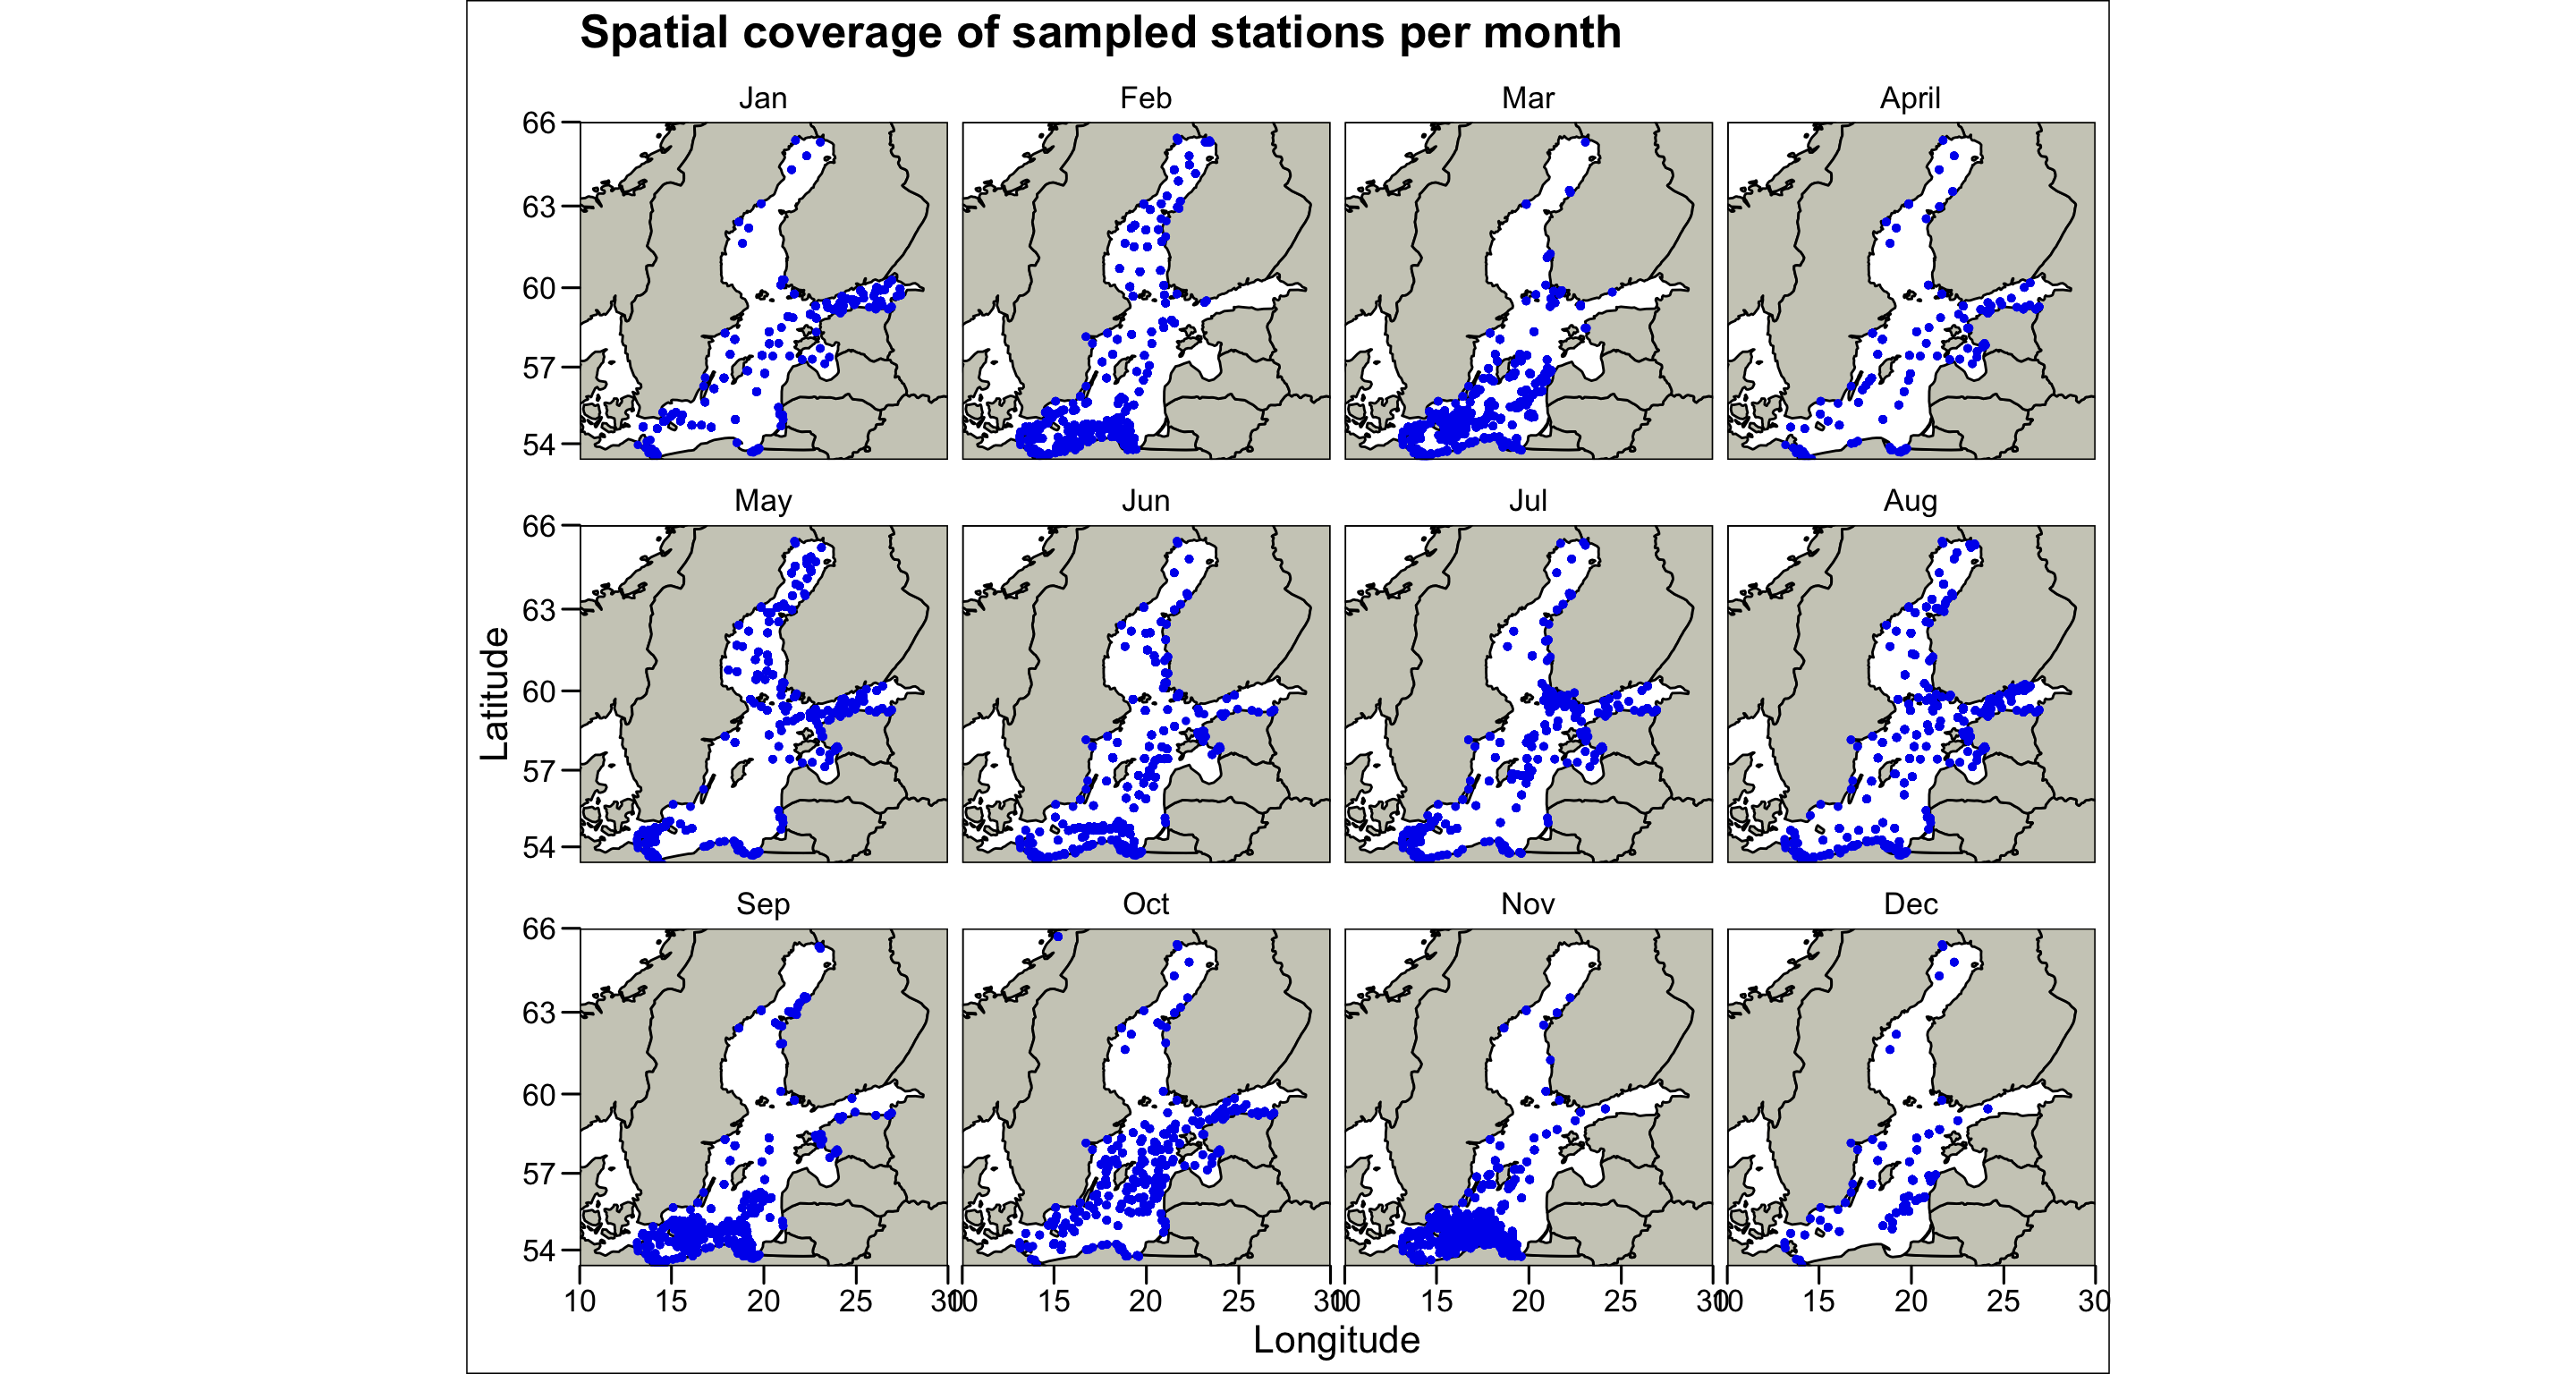 Spatial coverage of sampled stations per month
Jan Feb Mar April
66
63
60
57
54
May Jun Jul Aug
66
63
60
57
54
Latitude
Sep Oct Nov Dec
66
63
60
57
54
10 15 20 25 30 10 15 20 25 30 10 15 20 25 30 10 15 20 25 30
Longitude